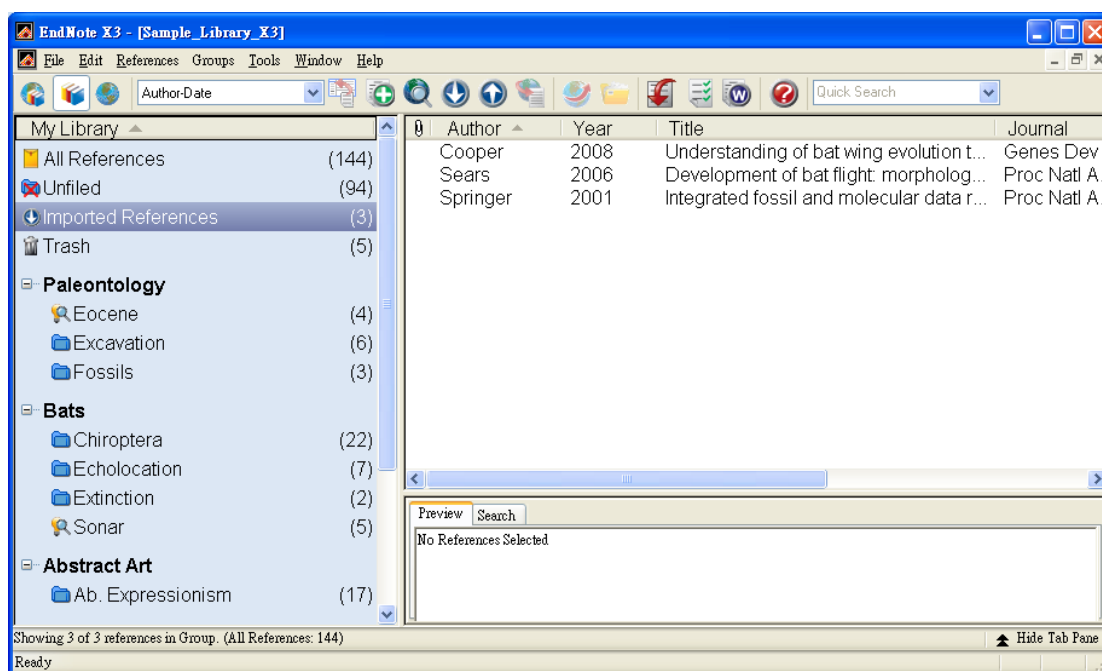 EndNote X3 - [Sample_Library_X3]
File Edit References Groups Tools Window Help
Author-Date
Quick Search
My Library
All References (144)
Unfiled (94)
Imported References (3)
Trash (5)
Paleontology
Eocene (4)
Excavation (6)
Fossils (3)
Bats
Chiroptera (22)
Echolocation (7)
Extinction (2)
Sonar (5)
Abstract Art
Ab. Expressionism (17)
Author Year Title Journal
Cooper 2008 Understanding of bat wing evolution t... Genes Dev
Sears 2006 Development of bat flight: morpholog... Proc Natl A.
Springer 2001 Integrated fossil and molecular data r... Proc Natl A.
Preview Search
No References Selected
Showing 3 of 3 references in Group. (All References: 144)
Hide Tab Pane
Ready